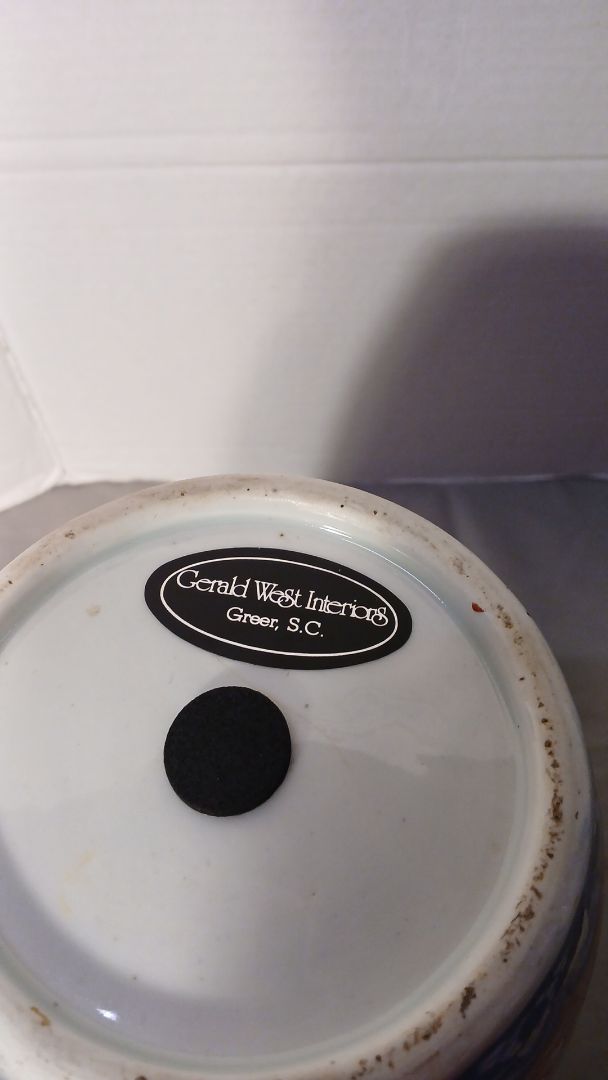 Gerald West Interiors
Greer, S.C.